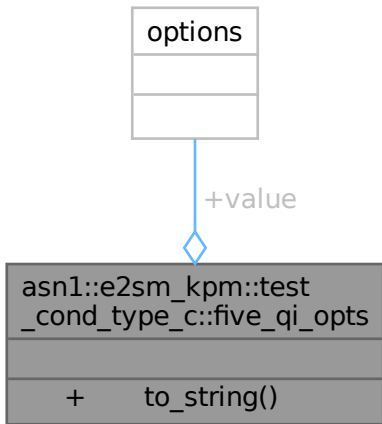 options
+value
asn1::e2sm_kpm::test
_cond_type_c::five_qi_opts
+ to_string()